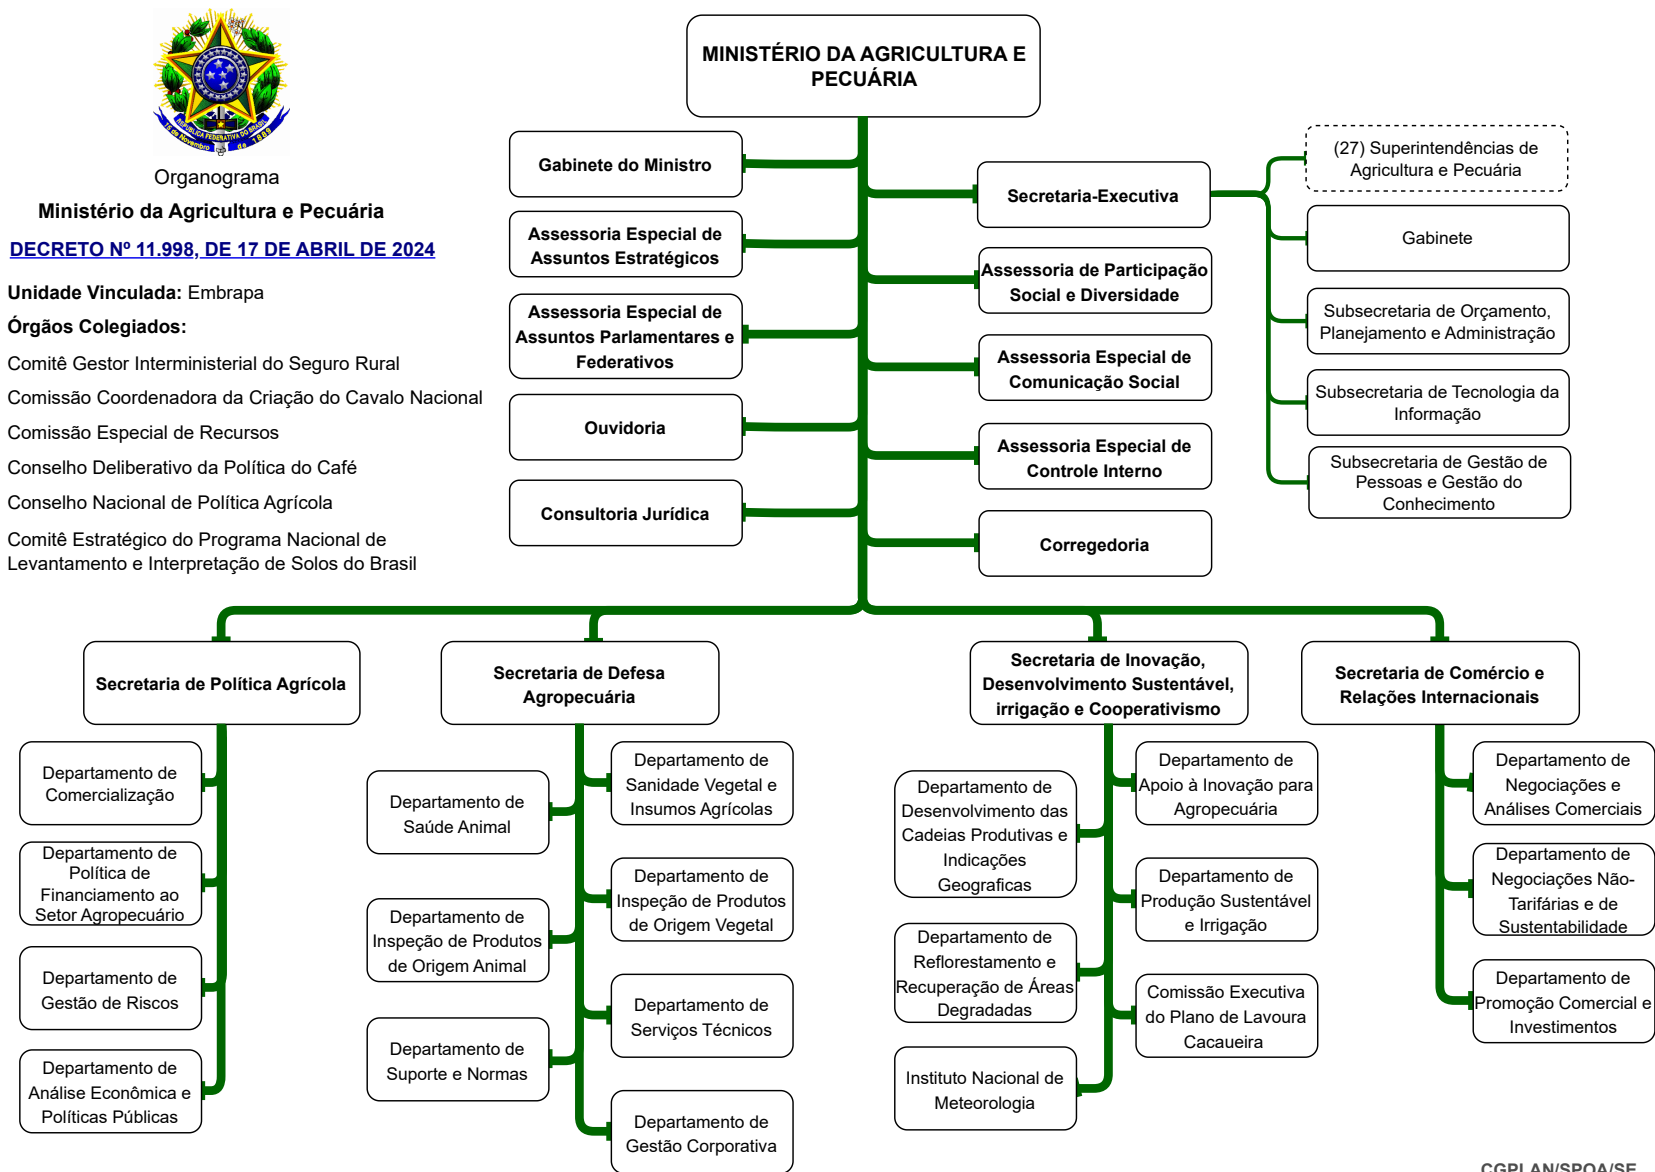 REPÚBLICA FEDERATIVA DO BRASIL
15 de Novembro de 1889
Organograma
Ministério da Agricultura e Pecuária
DECRETO Nº 11.998, DE 17 DE ABRIL DE 2024
Unidade Vinculada: Embrapa
Órgãos Colegiados:
Comitê Gestor Interministerial do Seguro Rural
Comissão Coordenadora da Criação do Cavalo Nacional
Comissão Especial de Recursos
Conselho Deliberativo da Política do Café
Conselho Nacional de Política Agrícola
Comitê Estratégico do Programa Nacional de
Levantamento e Interpretação de Solos do Brasil
MINISTÉRIO DA AGRICULTURA E
PECUÁRIA
Gabinete do Ministro
Assessoria Especial de
Assuntos Estratégicos
Assessoria Especial de
Assuntos Parlamentares e
Federativos
Ouvidoria
Consultoria Jurídica
Secretaria-Executiva
Assessoria de Participação
Social e Diversidade
Assessoria Especial de
Comunicação Social
Assessoria Especial de
Controle Interno
Corregedoria
(27) Superintendências de
Agricultura e Pecuária
Gabinete
Subsecretaria de Orçamento,
Planejamento e Administração
Subsecretaria de Tecnologia da
Informação
Subsecretaria de Gestão de
Pessoas e Gestão do
Conhecimento
Secretaria de Política Agrícola
Departamento de
Comercialização
Departamento de
Política de
Financiamento ao
Setor Agropecuário
Departamento de
Gestão de Riscos
Departamento de
Análise Econômica e
Políticas Públicas
Secretaria de Defesa
Agropecuária
Departamento de
Saúde Animal
Departamento de
Inspeção de Produtos
de Origem Animal
Departamento de
Suporte e Normas
Departamento de
Sanidade Vegetal e
Insumos Agrícolas
Departamento de
Inspeção de Produtos
de Origem Vegetal
Departamento de
Serviços Técnicos
Departamento de
Gestão Corporativa
Secretaria de Inovação,
Desenvolvimento Sustentável,
irrigação e Cooperativismo
Departamento de
Desenvolvimento das
Cadeias Produtivas e
Indicações
Geograficas
Departamento de
Reflorestamento e
Recuperação de Áreas
Degradadas
Instituto Nacional de
Meteorologia
Departamento de
Apoio à Inovação para
Agropecuária
Departamento de
Produção Sustentável
e Irrigação
Comissão Executiva
do Plano de Lavoura
Cacaueira
Secretaria de Comércio e
Relações Internacionais
Departamento de
Negociações e
Análises Comerciais
Departamento de
Negociações Não-
Tarifárias e de
Sustentabilidade
Departamento de
Promoção Comercial e
Investimentos
CGPLAN/SPOA/SE